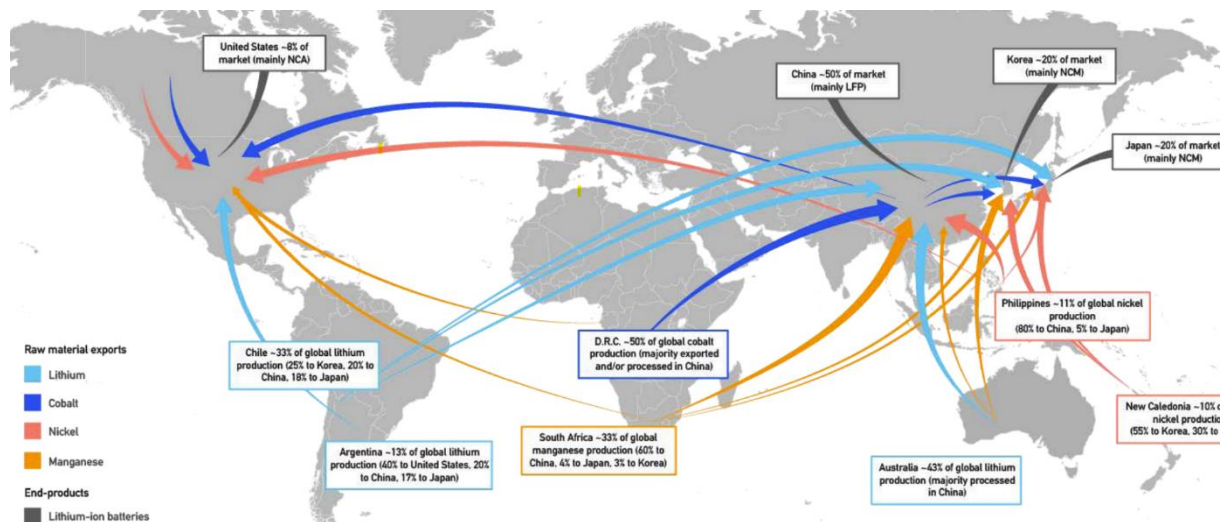 United States ~8% of
market (mainly NCA)
China ~50% of market
(mainly LFP)
Korea ~20% of market
(mainly NCM)
Japan ~20% of market
(mainly NCM)
Philippines ~11% of global nickel
production
(80% to China, 5% to Japan)
D.R.C. ~50% of global cobalt
production (majority exported
and/or processed in China)
Chile ~33% of global lithium
production (25% to Korea, 20% to
China, 18% to Japan)
New Caledonia ~10% o
nickel productio
(55% to Korea, 30% to
South Africa ~33% of global
manganese production (60% to
China, 4% to Japan, 3% to Korea)
Argentina ~13% of global lithium
production (40% to United States, 20%
to China, 17% to Japan)
Australia ~43% of global lithium
production (majority processed
in China)
Raw material exports
Lithium
Cobalt
Nickel
Manganese
End-products
Lithium-ion batteries